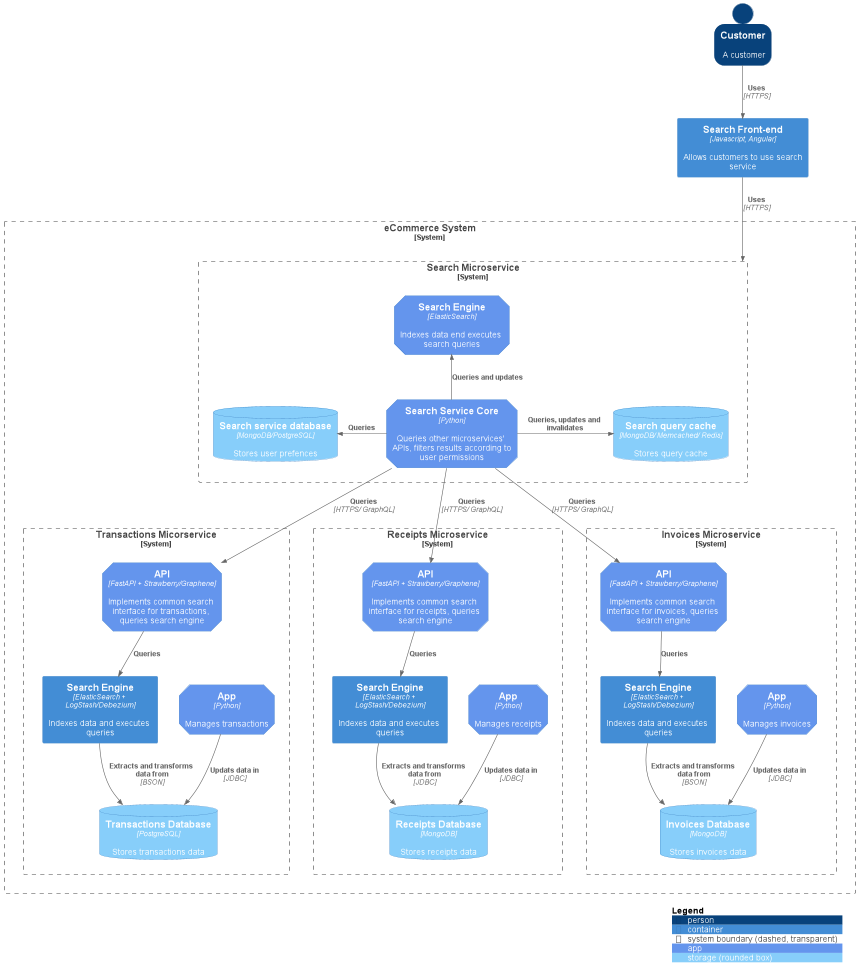 Customer
A customer
Uses
[HTTPS]
Search Front-end
[Javascript, Angular]
Allows customers to use search
service
Uses
[HTTPS]
eCommerce System
[System]
Search Microservice
[System]
Search Engine
[ElasticSearch]
Indexes data end executes
search queries
Queries and updates
Search service database
[MongoDB/PostgreSQL]
Stores user prefences
Queries
Search Service Core
[Python]
Queries other microservices'
APIs, filters results according to
user permissions
Queries, updates and
invalidates
Search query cache
[MongoDB/ Memcached/ Redis]
Stores query cache
Queries
[HTTPS/ GraphQL]
Queries
[HTTPS/ GraphQL]
Queries
[HTTPS/ GraphQL]
Transactions Micorservice
[System]
API
[FastAPI + Strawberry/Graphene]
Implements common search
interface for transactions,
queries search engine
Queries
Search Engine
[ElasticSearch +
LogStash/Debezium]
Indexes data and executes
queries
App
[Python]
Manages transactions
Extracts and transforms
data from
[BSON]
Updats data in
[JDBC]
Transactions Database
[PostgreSQL]
Stores transactions data
Receipts Microservice
[System]
API
[FastAPI + Strawberry/Graphene]
Implements common search
interface for receipts, queries
search engine
Queries
Search Engine
[ElasticSearch +
LogStash/Debezium]
Indexes data and executes
queries
App
[Python]
Manages receipts
Extracts and transforms
data from
[JDBC]
Updates data in
[JDBC]
Receipts Database
[MongoDB]
Stores receipts data
Invoices Microservice
[System]
API
[FastAPI + Strawberry/Graphene]
Implements common search
interface for invoices, queries
search engine
Queries
Search Engine
[ElasticSearch +
LogStash/Debezium]
Indexes data and executes
queries
App
[Python]
Manages invoices
Extracts and transforms
data from
[BSON]
Updates data in
[JDBC]
Invoices Database
[MongoDB]
Stores invoices data
Legend
person
container
system boundary (dashed, transparent)
app
storage (rounded box)